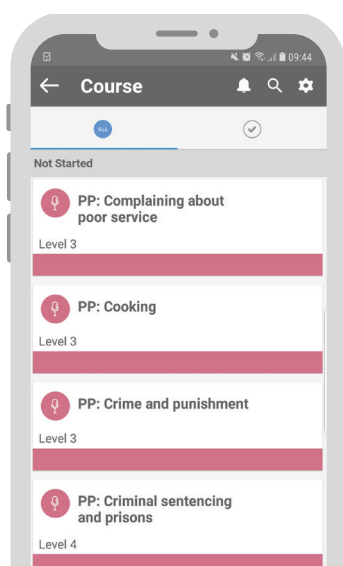 09:44
Course
ALL
Not Started
PP: Complaining about
poor service
Level 3
PP: Cooking
Level 3
PP: Crime and punishment
Level 3
PP: Criminal sentencing
and prisons
Level 4